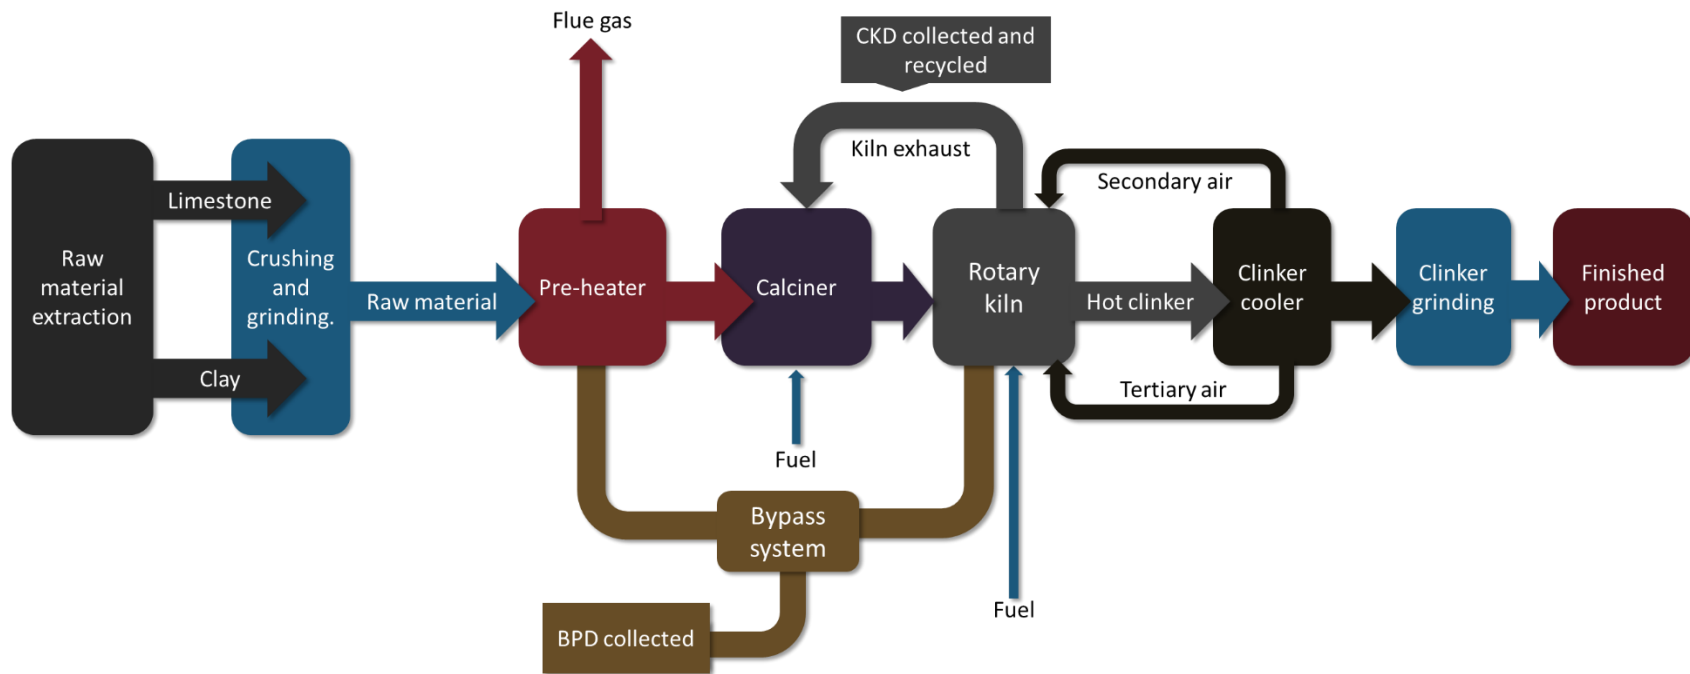 Flue gas
CKD collected and
recycled
Kiln exhaust
Secondary air
Limestone
Raw
material
extraction
Crushing
and
grinding.
Raw material
Pre-heater
Calciner
Rotary
kiln
Hot clinker
Clinker
cooler
Clinker
grinding
Finished
product
Clay
Tertiary air
Fuel
Bypass
system
Fuel
BPD collected